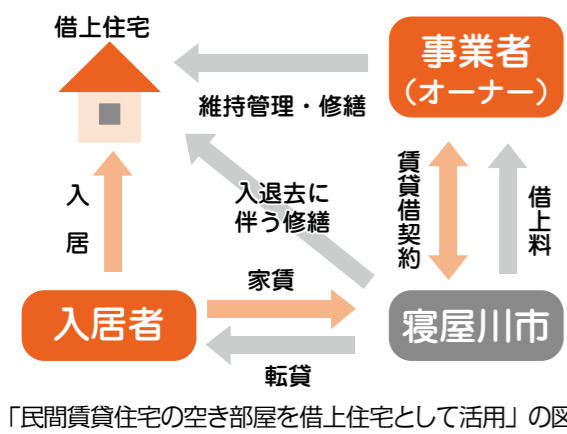 借上住宅
事業者
（オーナー）
維持管理・修繕
入居
入退去に
伴う修繕
賃貸借契約
借上料
家賃
入居者
寝屋川市
転貸
「民間賃貸住宅の空き部屋を借上住宅として活用」の図